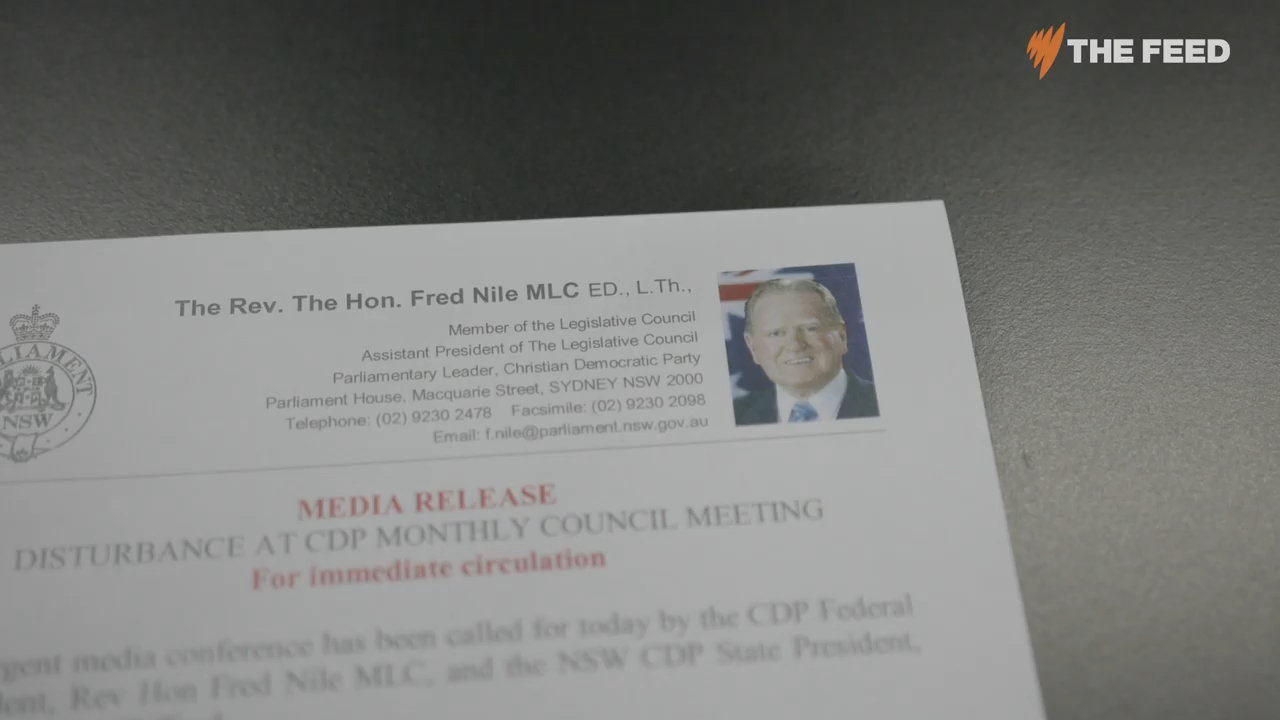 THE FEED
The Rev. The Hon. Fred Nile MLC ED., L.Th.,
Member of the Legislative Council
Assistant President of The Legislative Council
Parliamentary Leader, Christian Democratic Party
Parliament House, Macquarie Street, SYDNEY NSW 2000
Telephone: (02) 9230 2478 Facsimile: (02) 9230 2098
Email: f.nile@parliament.nsw.gov.au
LIAMENT
NSW
MEDIA RELEASE
DISTURBANCE AT CDP MONTHLY COUNCIL MEETING
For immediate circulation
rgent media conference has been called for today by the CDP Federal
dent, Rev Hon Fred Nile MLC, and the NSW CDP State President,